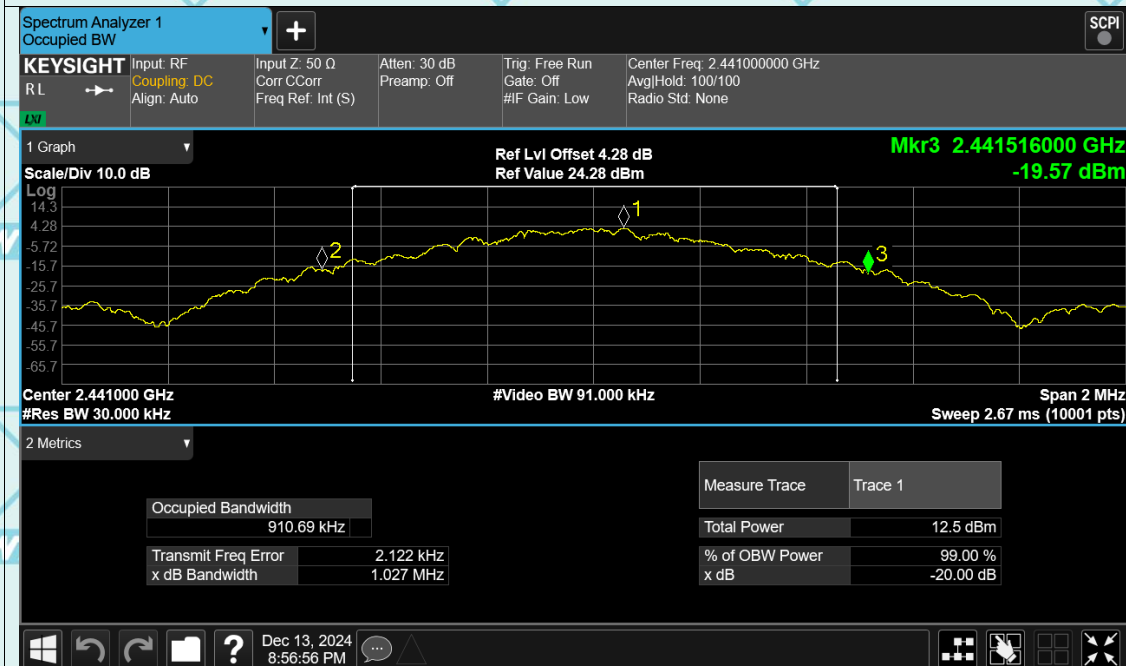 Spectrum Analyzer 1
Occupied BW
+
SCPI
KEYSIGHT Input: RF Input Z: 50 Ω Atten: 30 dB Trig: Free Run Center Freq: 2.441000000 GHz
RL Coupling: DC Corr CCorr Preamp: Off Gate: Off Avg|Hold: 100/100
Align: Auto Freq Ref: Int (S) #IF Gain: Low Radio Std: None
LXI
1 Graph
Ref Lvl Offset 4.28 dB Mkr3 2.441516000 GHz
Scale/Div 10.0 dB Ref Value 24.28 dBm -19.57 dBm
Log
14.3
4.28
-5.72
-15.7
-25.7
-35.7
-45.7
-55.7
-65.7
1
2
3
Center 2.441000 GHz #Video BW 91.000 kHz Span 2 MHz
#Res BW 30.000 kHz Sweep 2.67 ms (10001 pts)
2 Metrics
Measure Trace Trace 1
Occupied Bandwidth
910.69 kHz Total Power 12.5 dBm
Transmit Freq Error 2.122 kHz % of OBW Power 99.00 %
x dB Bandwidth 1.027 MHz x dB -20.00 dB
? Dec 13, 2024
8:56:56 PM